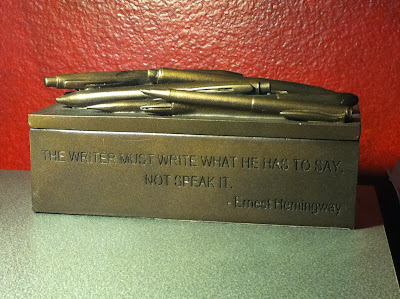 THE WRITER MUST WRITE WHAT HE HAS TO SAY,
NOT SPEAK IT.
- Ernest Hemingway